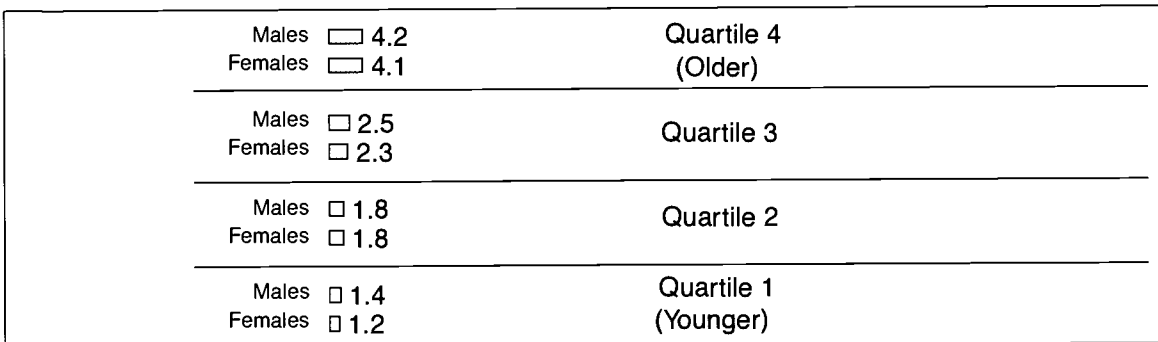 Males 4.2 Quartile 4
Females 4.1 (Older)
Males 2.5
Quartile 3
Females 2.3
Males 1.8
Quartile 2
Females 1.8
Males 1.4 Quartile 1
Females 1.2 (Younger)